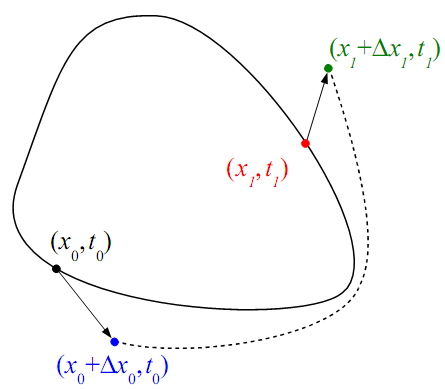 (x₁+Δx₁,t₁)
(x₁,t₁)
(x₀,t₀)
(x₀+Δx₀,t₀)